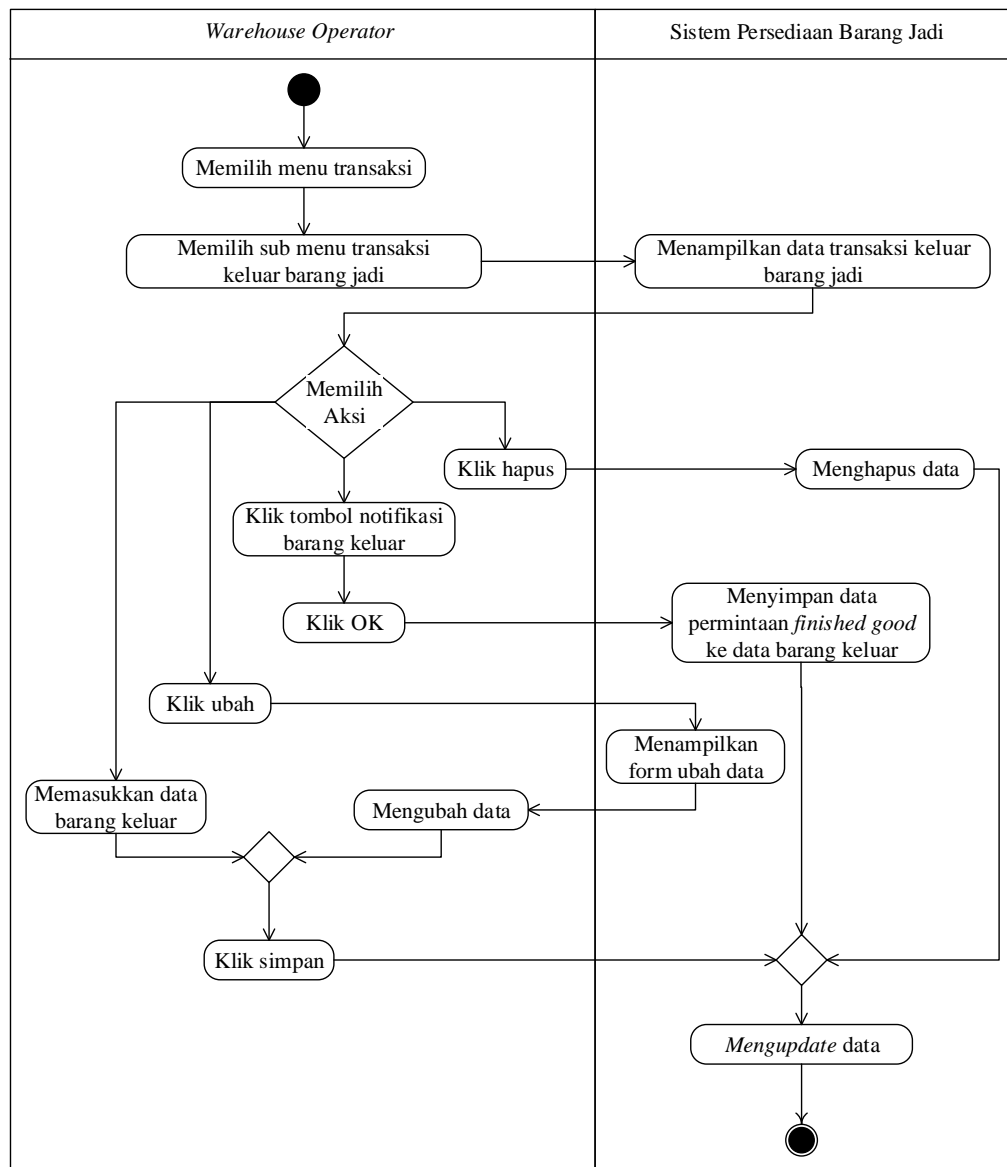 Warehouse Operator
Sistem Persediaan Barang Jadi
Memilih menu transaksi
Memilih sub menu transaksi
keluar barang jadi
Menampilkan data transaksi keluar
barang jadi
Memilih
Aksi
Klik hapus
Menghapus data
Klik tombol notifikasi
barang keluar
Klik OK
Menyimpan data
permintaan finished good
ke data barang keluar
Klik ubah
Menampilkan
form ubah data
Memasukkan data
barang keluar
Mengubah data
Klik simpan
Mengupdate data